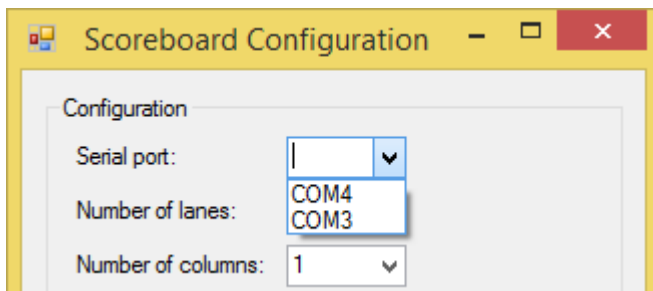 Scoreboard Configuration
Configuration
Serial port:
COM4
Number of lanes:
COM3
Number of columns: 1